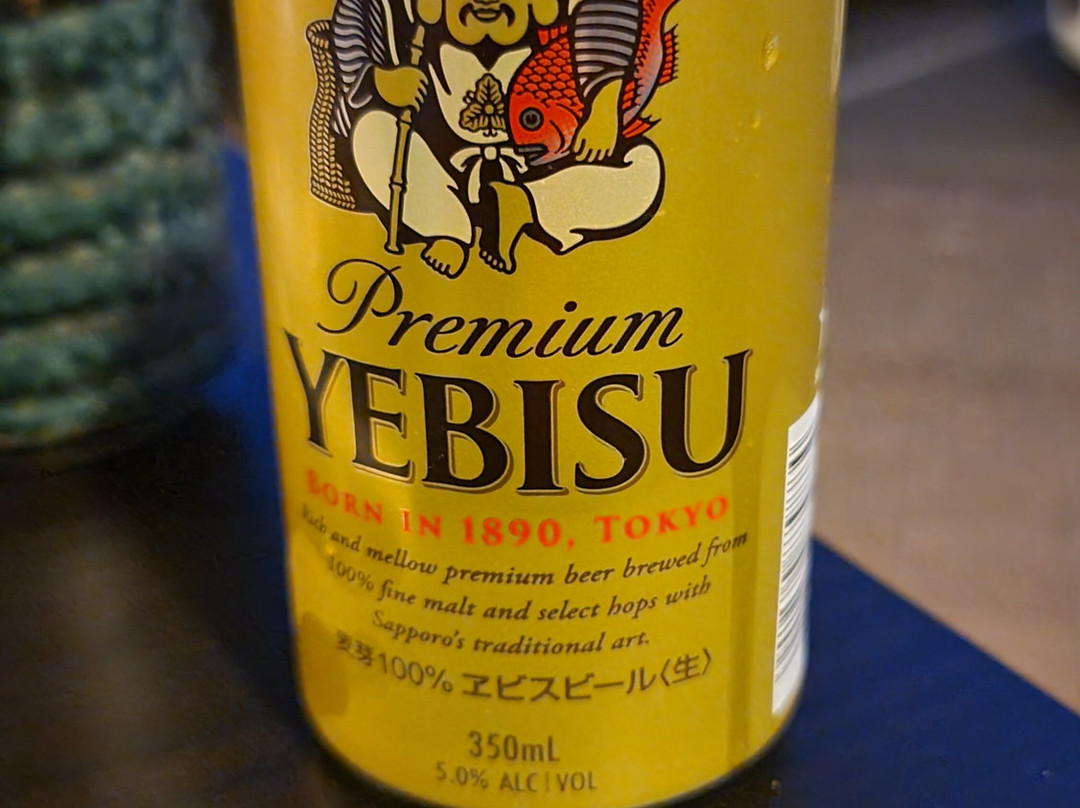 Premium
YEBISU
BORN IN 1890, TOKYO
Rich and mellow premium beer brewed from
100% fine malt and select hops with
Sapporo's traditional art.
麦芽100% ヱビスビール〈生〉
350mL
5.0% ALC|VOL